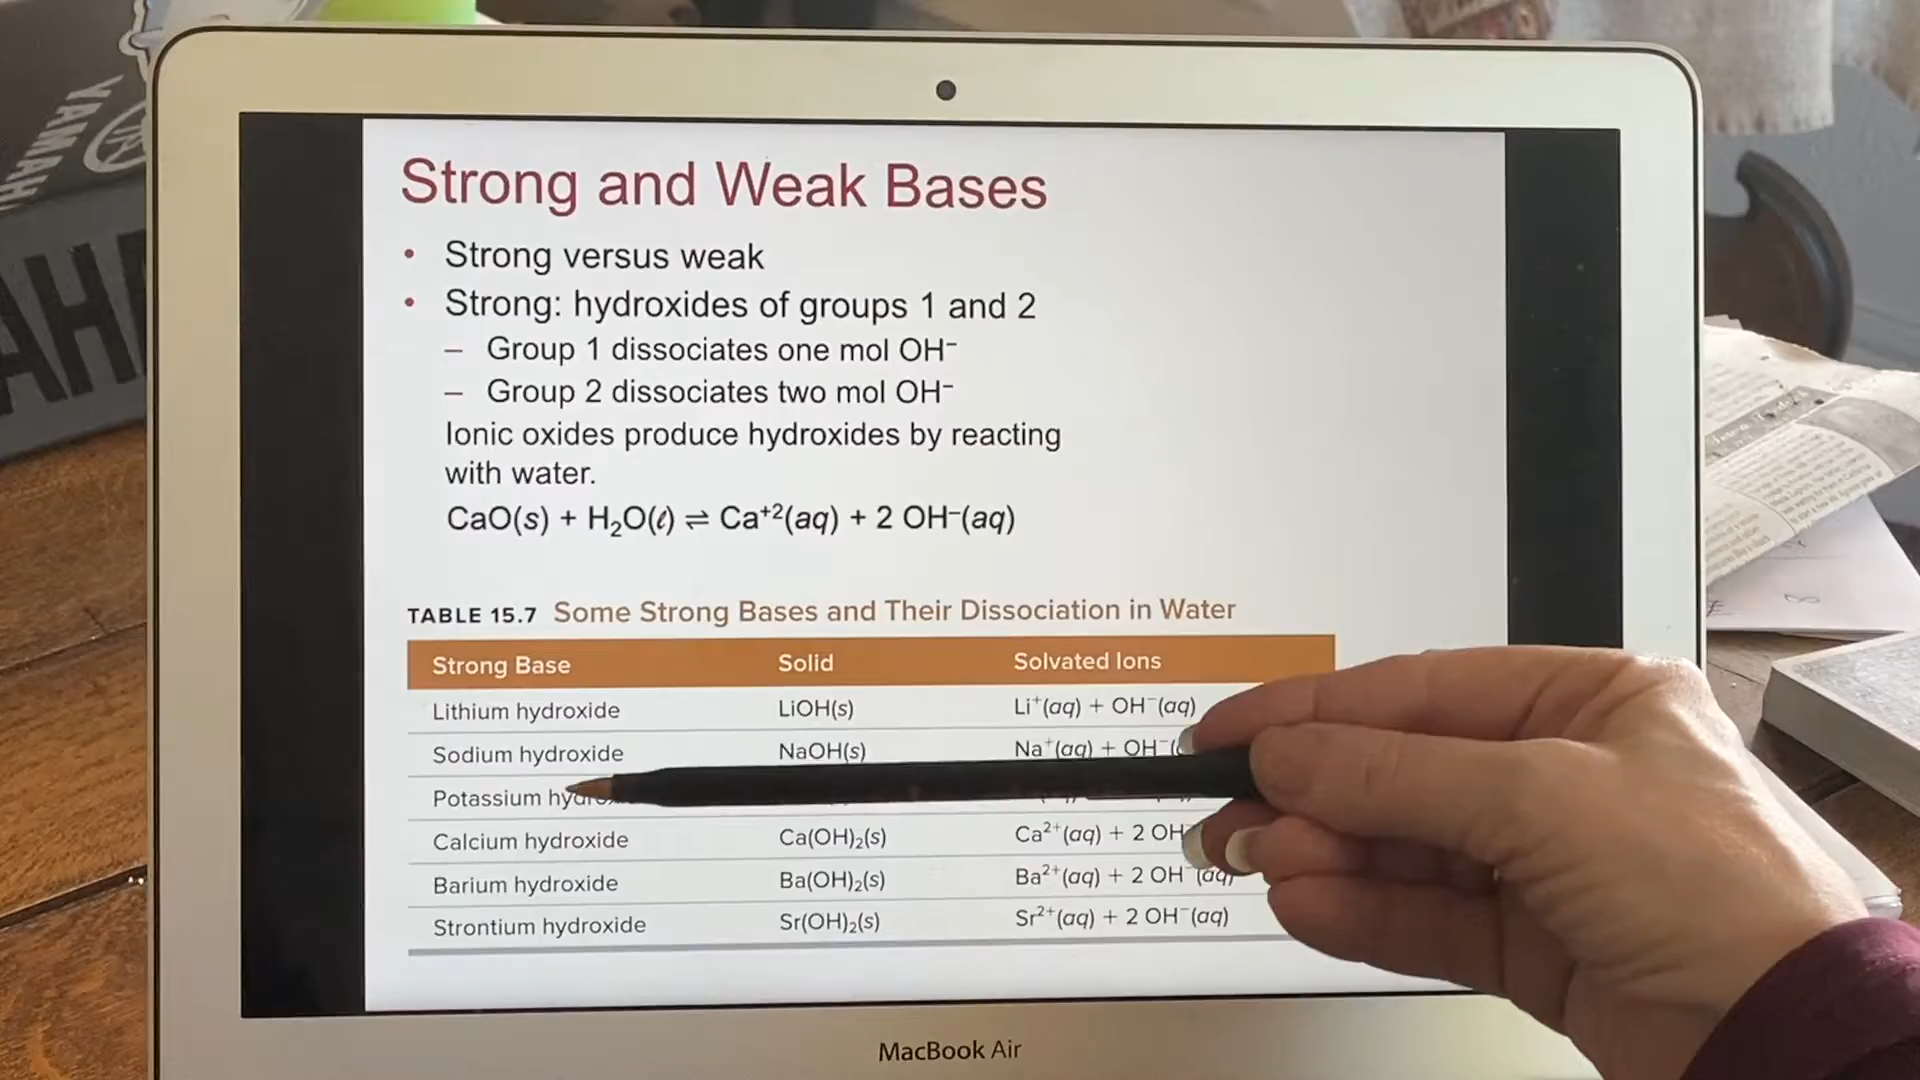 YAMAH
AHA
Strong and Weak Bases
• Strong versus weak
• Strong: hydroxides of groups 1 and 2
– Group 1 dissociates one mol OH⁻
– Group 2 dissociates two mol OH⁻
Ionic oxides produce hydroxides by reacting
with water.
CaO(s) + H₂O(ℓ) ⇌ Ca⁺²(aq) + 2 OH⁻(aq)
TABLE 15.7 Some Strong Bases and Their Dissociation in Water
Strong Base Solid Solvated Ions
Lithium hydroxide LiOH(s) Li⁺(aq) + OH⁻(aq)
Sodium hydroxide NaOH(s) Na⁺(aq) + OH⁻(
Potassium
Calcium hydroxide Ca(OH)₂(s) Ca²⁺(aq) + 2 OH
Barium hydroxide Ba(OH)₂(s) Ba²⁺(aq) + 2 OH⁻(aq)
Strontium hydroxide Sr(OH)₂(s) Sr²⁺(aq) + 2 OH⁻(aq)
MacBook Air